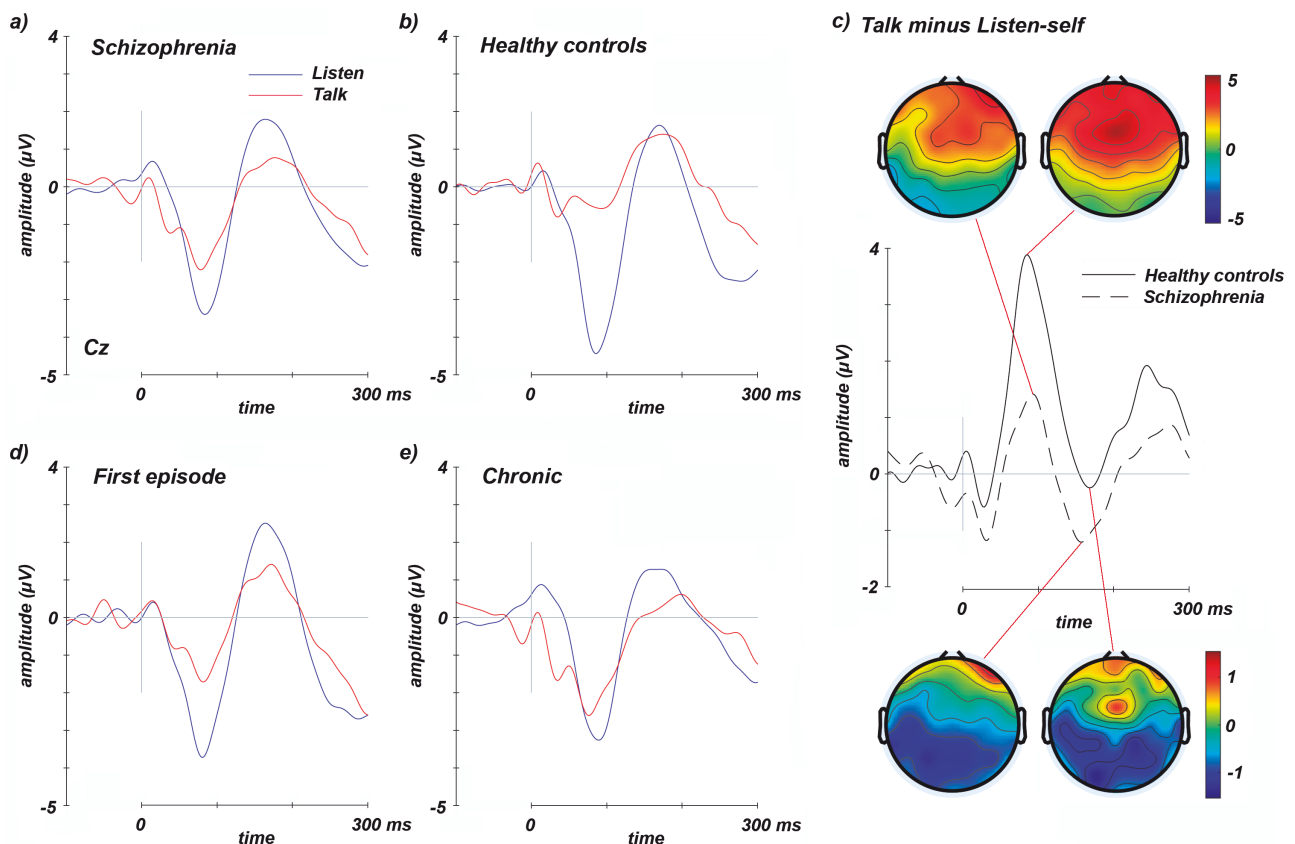 a)
Schizophrenia
4
Listen
Talk
amplitude (µV)
0
Cz
-5
0
300 ms
time
b)
Healthy controls
4
amplitude (µV)
0
-5
0
300 ms
time
c) Talk minus Listen-self
5
0
-5
4
Healthy controls
Schizophrenia
amplitude (µV)
2
0
-2
0
300 ms
time
1
0
-1
d)
First episode
4
amplitude (µV)
0
-5
0
300 ms
time
e)
Chronic
4
amplitude (µV)
0
-5
0
300 ms
time